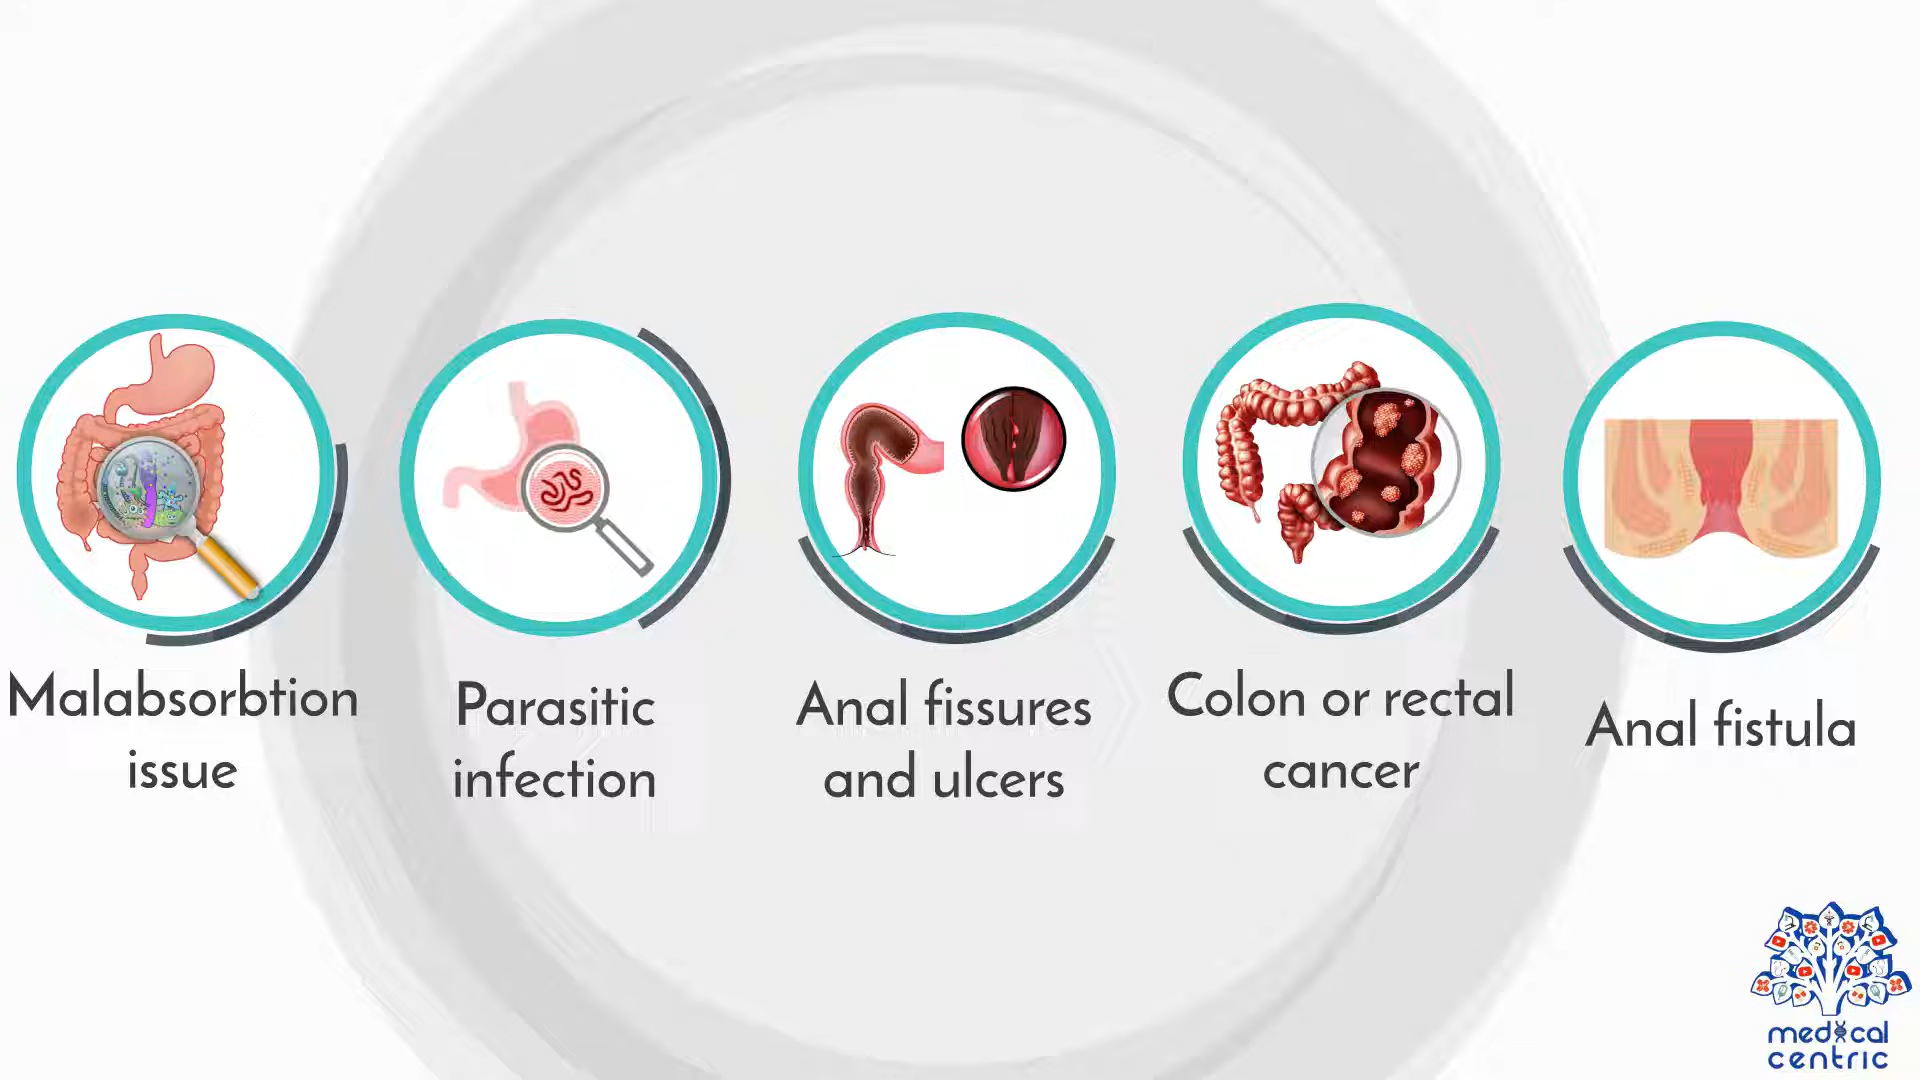 Malabsorbtion
issue
Parasitic
infection
Anal fissures
and ulcers
Colon or rectal
cancer
Anal fistula
medical
centric